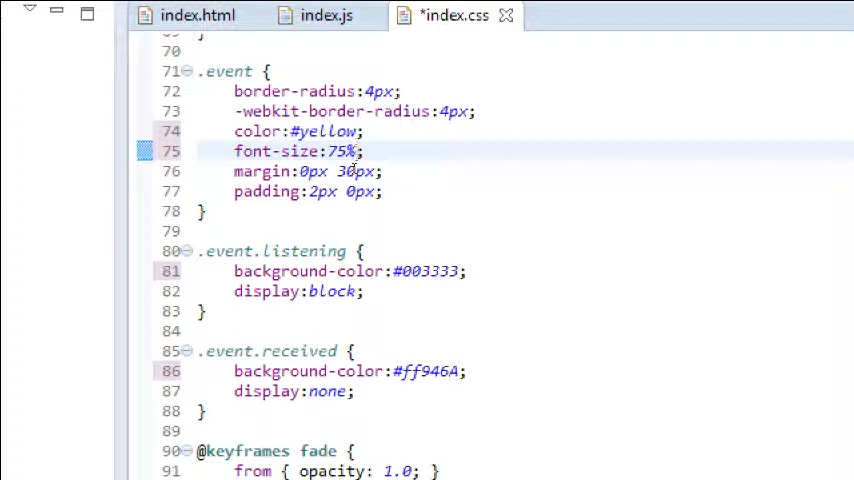 index.html index.js *index.css
69 }
70
71 .event {
72 border-radius:4px;
73 -webkit-border-radius:4px;
74 color:#yellow;
75 font-size:75%;
76 margin:0px 30px;
77 padding:2px 0px;
78 }
79
80 .event.listening {
81 background-color:#003333;
82 display:block;
83 }
84
85 .event.received {
86 background-color:#ff946A;
87 display:none;
88 }
89
90 @keyframes fade {
91 from { opacity: 1.0; }